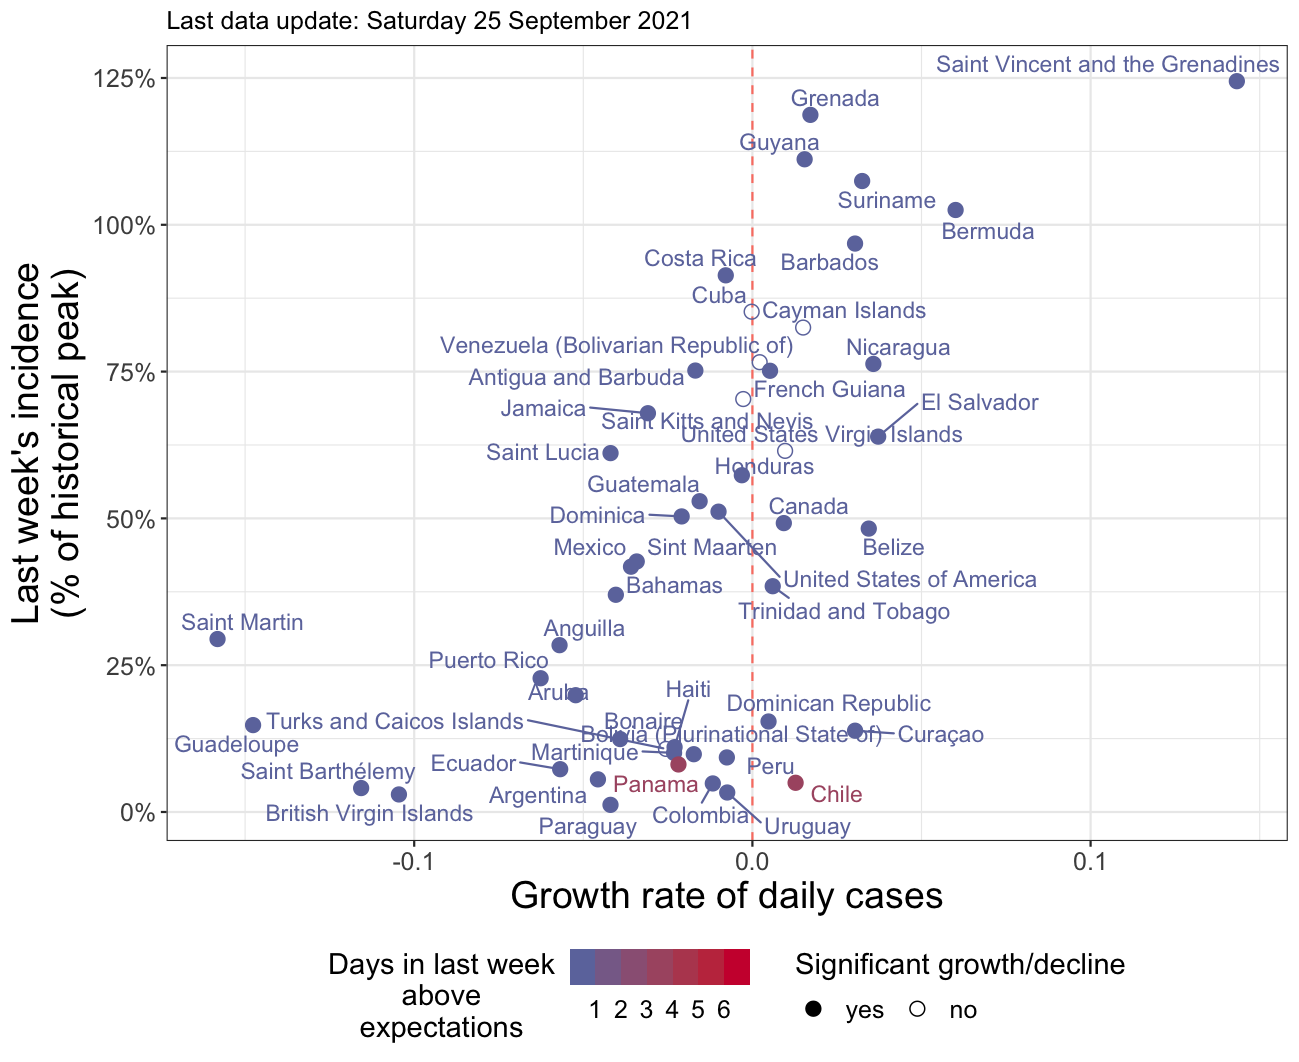 Last data update: Saturday 25 September 2021
Last week's incidence
(% of historical peak)
125%
100%
75%
50%
25%
0%
Saint Vincent and the Grenadines
Grenada
Guyana
Suriname
Bermuda
Barbados
Costa Rica
Cuba
Cayman Islands
Venezuela (Bolivarian Republic of)
Nicaragua
Antigua and Barbuda
French Guiana
Jamaica
El Salvador
Saint Kitts and Nevis
United States Virgin Islands
Saint Lucia
Honduras
Guatemala
Canada
Dominica
Mexico
Sint Maarten
Belize
United States of America
Bahamas
Trinidad and Tobago
Saint Martin
Anguilla
Puerto Rico
Aruba
Haiti
Dominican Republic
Turks and Caicos Islands
Bonaire
Bolivia (Plurinational State of)
Curaçao
Guadeloupe
Martinique
Ecuador
Peru
Saint Barthélemy
Panama
Chile
Argentina
British Virgin Islands
Colombia
Paraguay
Uruguay
-0.1
0.0
0.1
Growth rate of daily cases
Days in last week
above
expectations
1 2 3 4 5 6
Significant growth/decline
yes
no